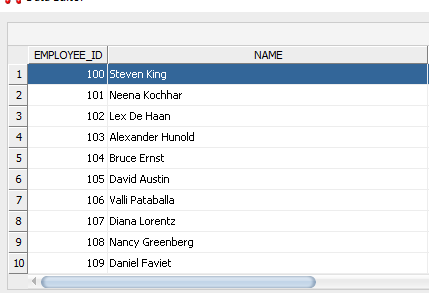 EMPLOYEE_ID NAME
1 100 Steven King
2 101 Neena Kochhar
3 102 Lex De Haan
4 103 Alexander Hunold
5 104 Bruce Ernst
6 105 David Austin
7 106 Valli Pataballa
8 107 Diana Lorentz
9 108 Nancy Greenberg
10 109 Daniel Faviet